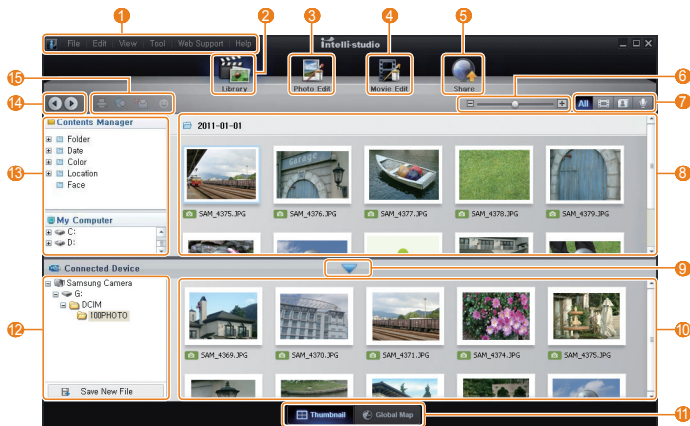 1
2
3
4
5
File Edit View Tool Web Support Help
intelli-studio
Library
Photo Edit
Movie Edit
Share
15
6
14
All
7
Contents Manager
2011-01-01
Folder
Date
Color
Location
Face
13
8
Garage
SAM_4375.JPG
SAM_4376.JPG
SAM_4377.JPG
SAM_4378.JPG
SAM_4379.JPG
My Computer
C:
D:
Connected Device
9
Samsung Camera
G:
DCIM
100PHOTO
12
10
SAM_4369.JPG
SAM_4370.JPG
SAM_4371.JPG
SAM_4374.JPG
SAM_4375.JPG
Save New File
Thumbnail
Global Map
11